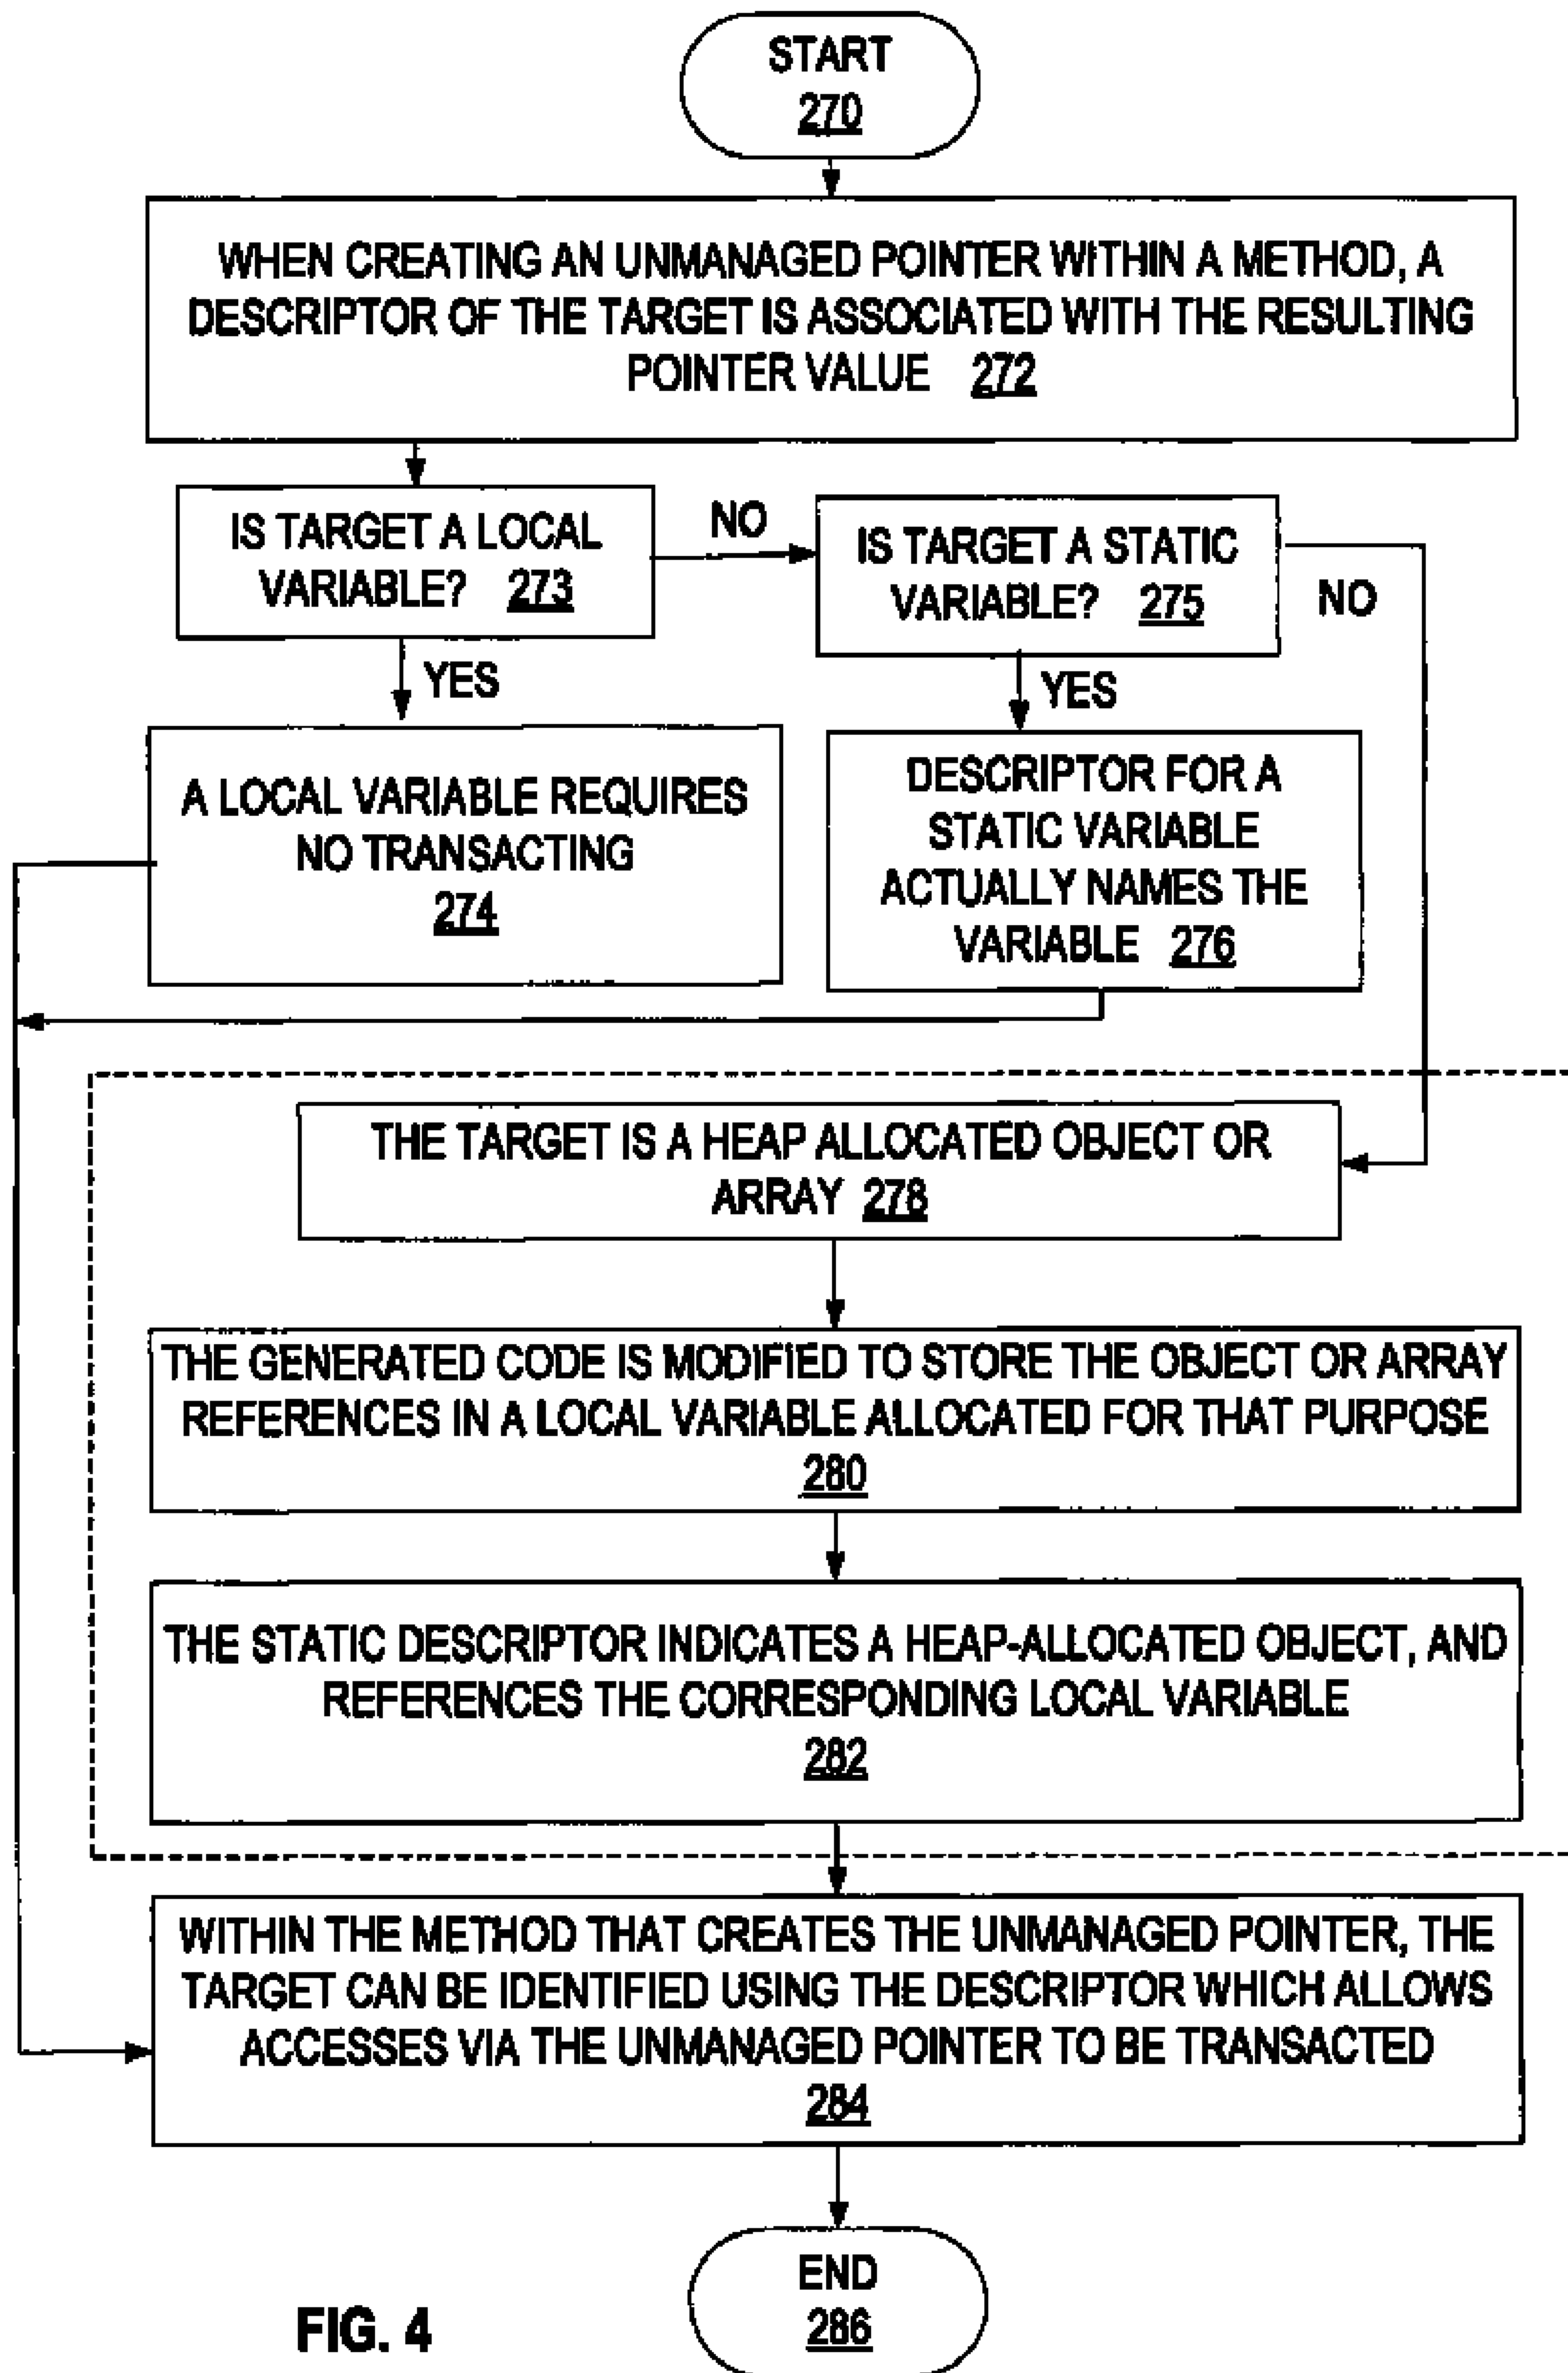 START
270
WHEN CREATING AN UNMANAGED POINTER WITHIN A METHOD, A
DESCRIPTOR OF THE TARGET IS ASSOCIATED WITH THE RESULTING
POINTER VALUE 272
IS TARGET A LOCAL
VARIABLE? 273
NO
IS TARGET A STATIC
VARIABLE? 275
NO
YES
YES
A LOCAL VARIABLE REQUIRES
NO TRANSACTING
274
DESCRIPTOR FOR A
STATIC VARIABLE
ACTUALLY NAMES THE
VARIABLE 276
THE TARGET IS A HEAP ALLOCATED OBJECT OR
ARRAY 278
THE GENERATED CODE IS MODIFIED TO STORE THE OBJECT OR ARRAY
REFERENCES IN A LOCAL VARIABLE ALLOCATED FOR THAT PURPOSE
280
THE STATIC DESCRIPTOR INDICATES A HEAP-ALLOCATED OBJECT, AND
REFERENCES THE CORRESPONDING LOCAL VARIABLE
282
WITHIN THE METHOD THAT CREATES THE UNMANAGED POINTER, THE
TARGET CAN BE IDENTIFIED USING THE DESCRIPTOR WHICH ALLOWS
ACCESSES VIA THE UNMANAGED POINTER TO BE TRANSACTED
284
END
286
FIG. 4